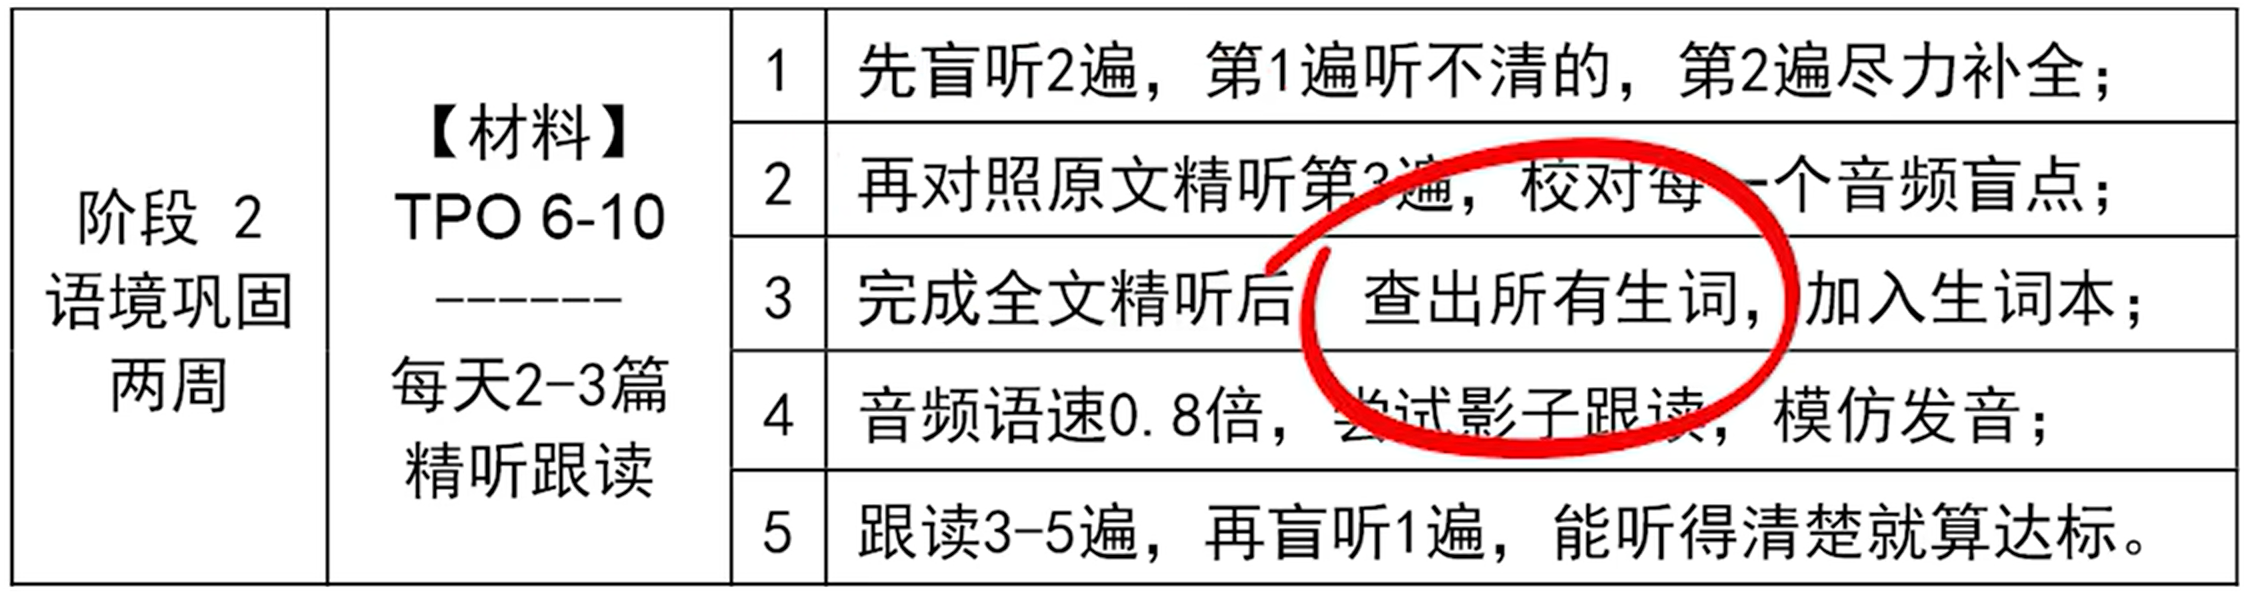 阶段 2
语境巩固
两周
【材料】
TPO 6-10
------
每天2-3篇
精听跟读
1 先盲听2遍，第1遍听不清的，第2遍尽力补全；
2 再对照原文精听第3遍，校对每一个音频盲点；
3 完成全文精听后 查出所有生词，加入生词本；
4 音频语速0.8倍，尝试影子跟读，模仿发音；
5 跟读3-5遍，再盲听1遍，能听得清楚就算达标。